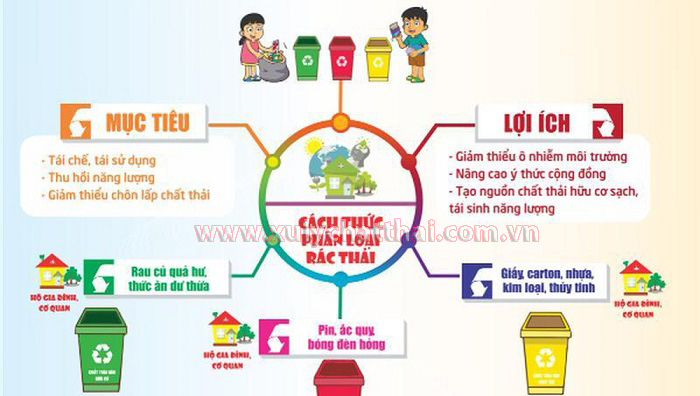 MỤC TIÊU
- Tái chế, tái sử dụng
- Thu hồi năng lượng
- Giảm thiểu chôn lấp chất thải
LỢI ÍCH
- Giảm thiểu ô nhiễm môi trường
- Nâng cao ý thức cộng đồng
- Tạo nguồn chất thải hữu cơ sạch,
tái sinh năng lượng
CÁCH THỨC
PHÂN LOẠI
RÁC THẢI
www.xulychatthai.com.vn
Rau củ quả hư,
thức ăn dư thừa
HỘ GIA ĐÌNH,
CƠ QUAN
Pin, ắc quy,
bóng đèn hỏng
HỘ GIA ĐÌNH,
CƠ QUAN
Giấy, carton, nhựa,
kim loại, thủy tinh
HỘ GIA ĐÌNH,
CƠ QUAN